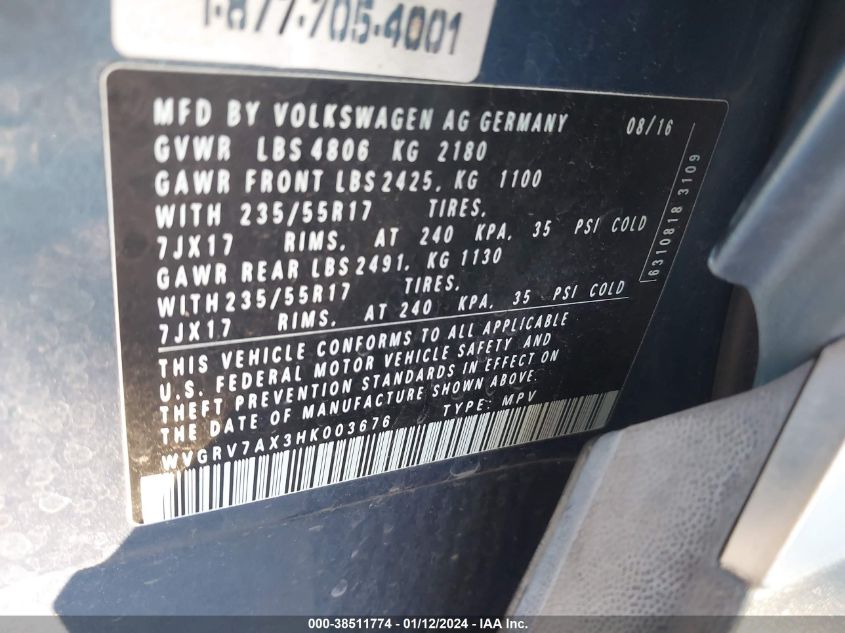 1-877-705-4001
MFD BY VOLKSWAGEN AG GERMANY 08/16
GVWR LBS 4806 KG 2180
GAWR FRONT LBS 2425, KG 1100
WITH 235/55R17 TIRES,
7JX17 RIMS, AT 240 KPA, 35 PSI COLD
GAWR REAR LBS 2491, KG 1130
WITH 235/55R17 TIRES,
7JX17 RIMS, AT 240 KPA, 35 PSI COLD
THIS VEHICLE CONFORMS TO ALL APPLICABLE
U.S. FEDERAL MOTOR VEHICLE SAFETY AND
THEFT PREVENTION STANDARDS IN EFFECT ON
THE DATE OF MANUFACTURE SHOWN ABOVE.
WVGRV7AX3HK003676 TYPE: MPV
6310818 3109
000-38511774 - 01/12/2024 - IAA Inc.